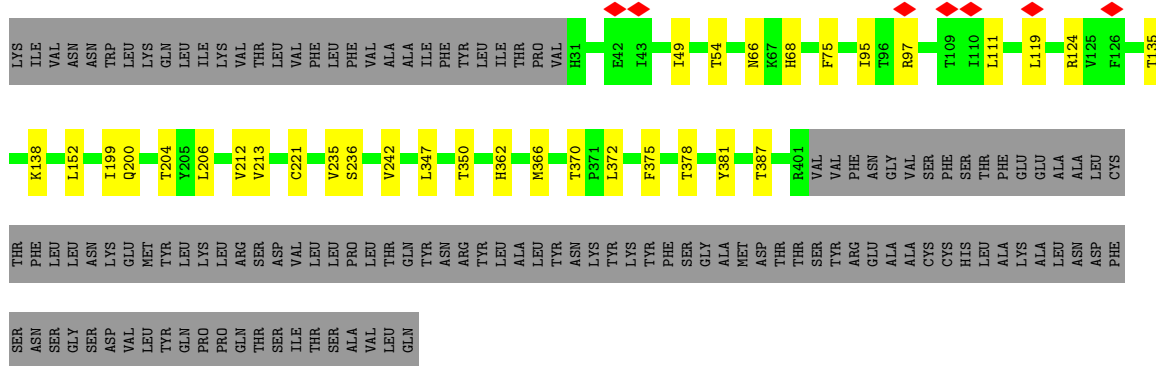 LYS ILE VAL ASN ASN TRP LEU LYS GLN LEU ILE LYS VAL THR LEU VAL PHE LEU PHE VAL ALA ALA ILE PHE TYR LEU ILE THR PRO VAL H31 E42 I43 I49 T54 N66 K67 H68 F75 I95 T96 R97 T109 I110 L111 L119 R124 V125 F126 T135
K138 L152 I199 Q200 T204 Y205 L206 V212 V213 C221 V235 S236 V242 L347 T350 H362 M366 T370 P371 L372 F375 T378 Y381 T387 R401 VAL VAL PHE ASN GLY VAL SER PHE SER THR PHE GLU GLU ALA ALA LEU CYS
THR PHE LEU LEU ASN LYS GLU MET TYR LEU LYS LEU ARG SER ASP VAL LEU LEU PRO LEU THR GLN TYR ASN ARG TYR LEU ALA LEU TYR ASN LYS TYR LYS TYR PHE SER GLY ALA MET ASP THR THR SER TYR ARG GLU ALA ALA CYS CYS HIS LEU ALA LYS ALA LEU ASN ASP PHE
SER ASN SER GLY SER ASP VAL LEU TYR GLN PRO PRO GLN THR SER ILE THR SER ALA VAL LEU GLN